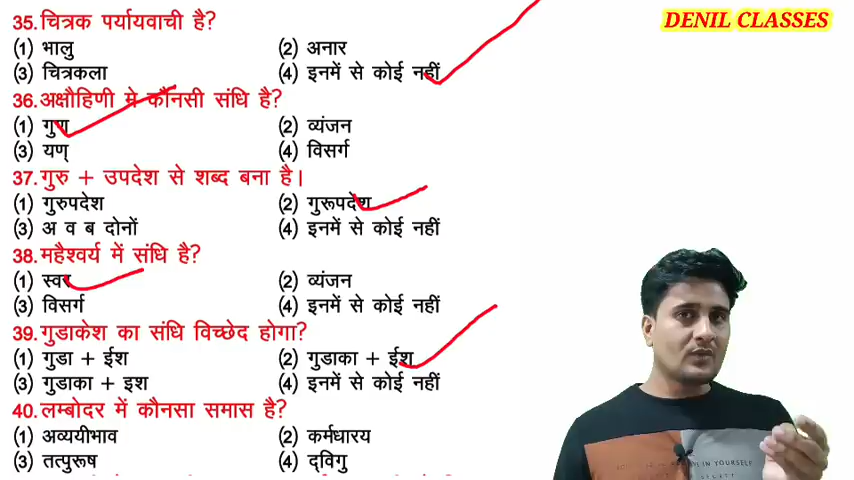 DENIL CLASSES
35. चित्रक पर्यायवाची है?
(1) भालु (2) अनार
(3) चित्रकला (4) इनमें से कोई नहीं
36. अक्षौहिणी मे कौनसी संधि है?
(1) गुण (2) व्यंजन
(3) यण् (4) विसर्ग
37. गुरु + उपदेश से शब्द बना है।
(1) गुरुपदेश (2) गुरूपदेश
(3) अ व ब दोनों (4) इनमें से कोई नहीं
38. महैश्वर्य में संधि है?
(1) स्वर (2) व्यंजन
(3) विसर्ग (4) इनमें से कोई नहीं
39. गुडाकेश का संधि विच्छेद होगा?
(1) गुडा + ईश (2) गुडाका + ईश
(3) गुडाका + इश (4) इनमें से कोई नहीं
40. लम्बोदर में कौनसा समास है?
(1) अव्ययीभाव (2) कर्मधारय
(3) तत्पुरूष (4) द्विगु